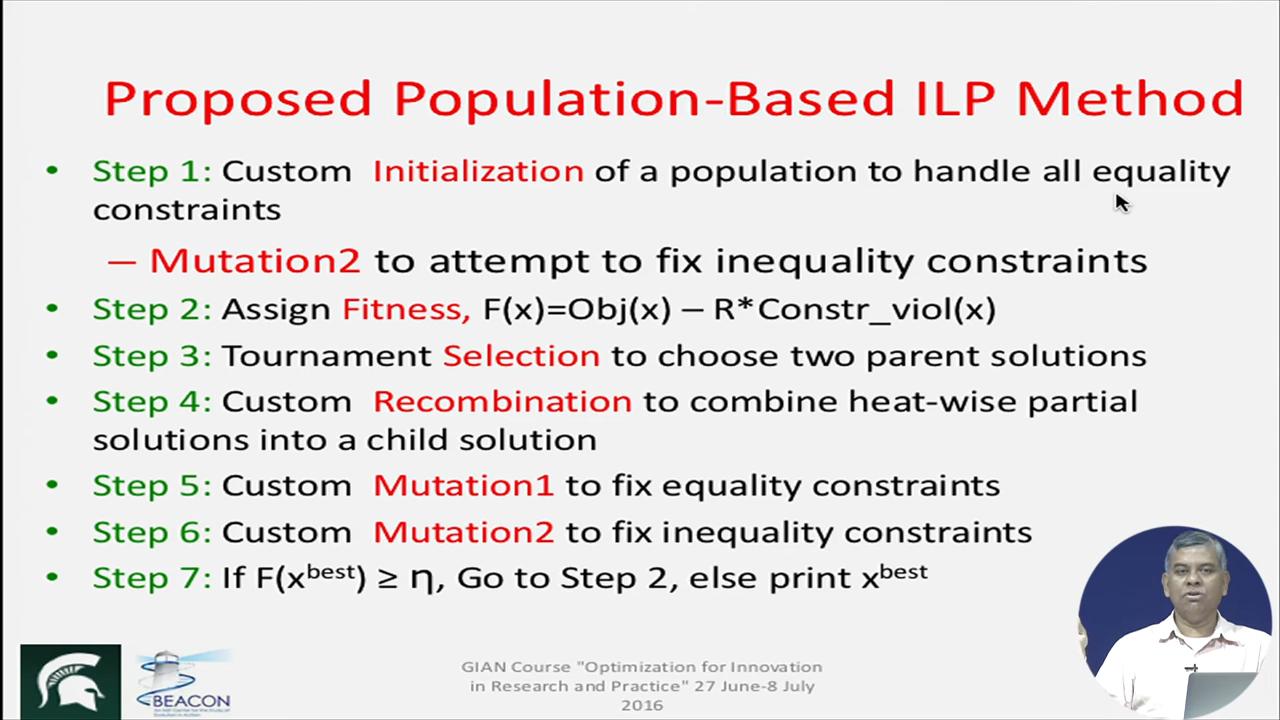 Proposed Population-Based ILP Method
• Step 1: Custom Initialization of a population to handle all equality
constraints
– Mutation2 to attempt to fix inequality constraints
• Step 2: Assign Fitness, F(x)=Obj(x) – R*Constr_viol(x)
• Step 3: Tournament Selection to choose two parent solutions
• Step 4: Custom Recombination to combine heat-wise partial
solutions into a child solution
• Step 5: Custom Mutation1 to fix equality constraints
• Step 6: Custom Mutation2 to fix inequality constraints
• Step 7: If F(xbest) ≥ η, Go to Step 2, else print xbest
BEACON
GIAN Course "Optimization for Innovation
in Research and Practice" 27 June-8 July
2016